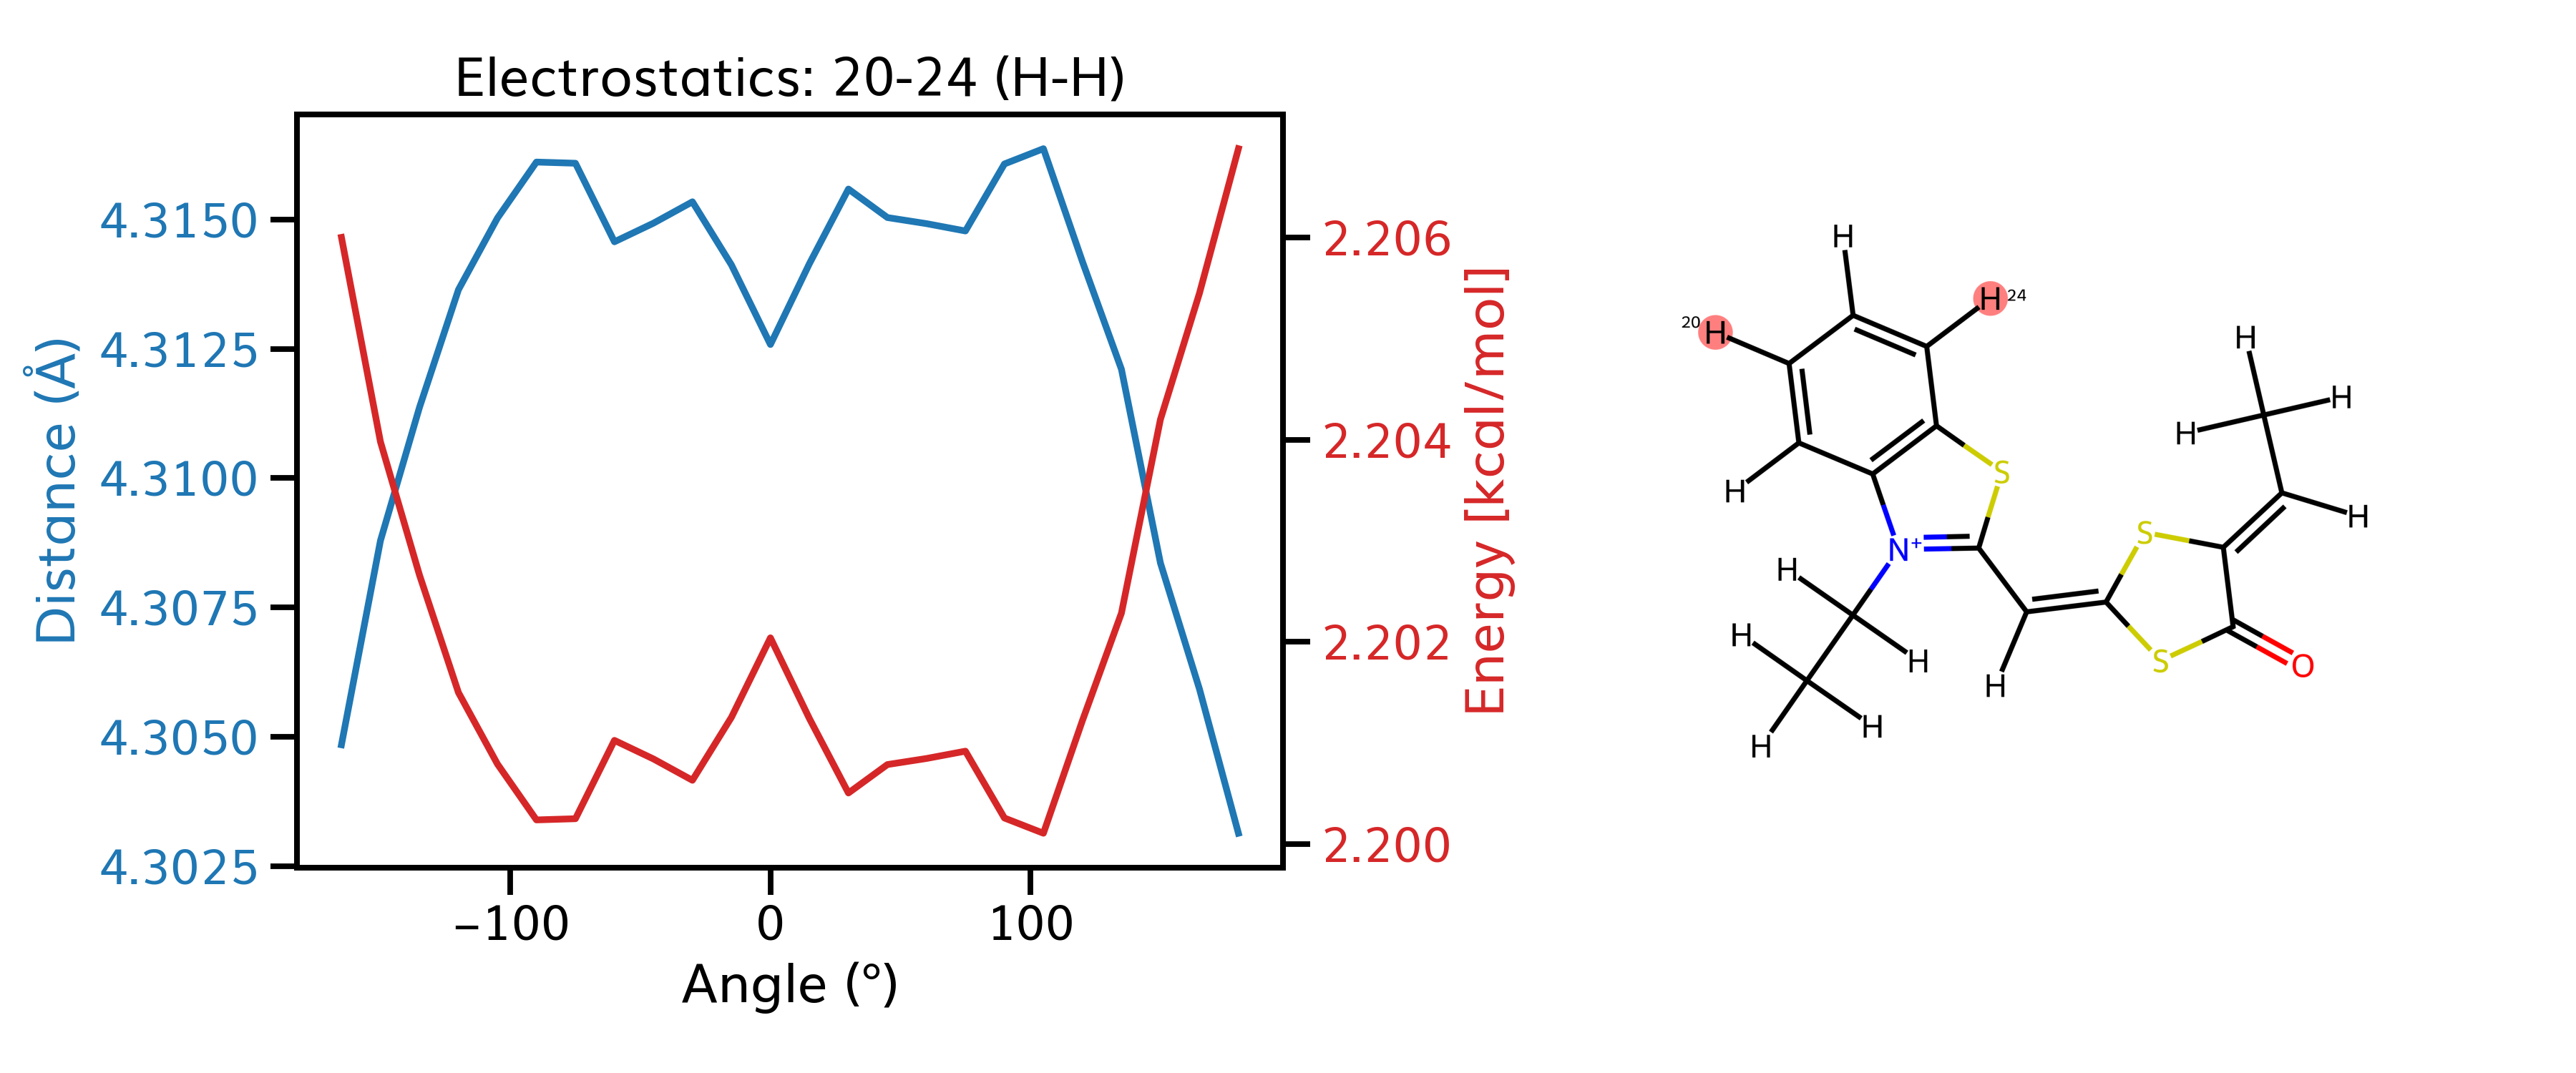 Electrostatics: 20-24 (H-H)
Distance (Å)
4.3150
4.3125
4.3100
4.3075
4.3050
4.3025
2.206
2.204
2.202
2.200
Energy [kcal/mol]
−100 0 100
Angle (°)
H
H 24
20 H
H
H
H
H
S
H
S
N+
H
H
H
S
O
H
H
H
H